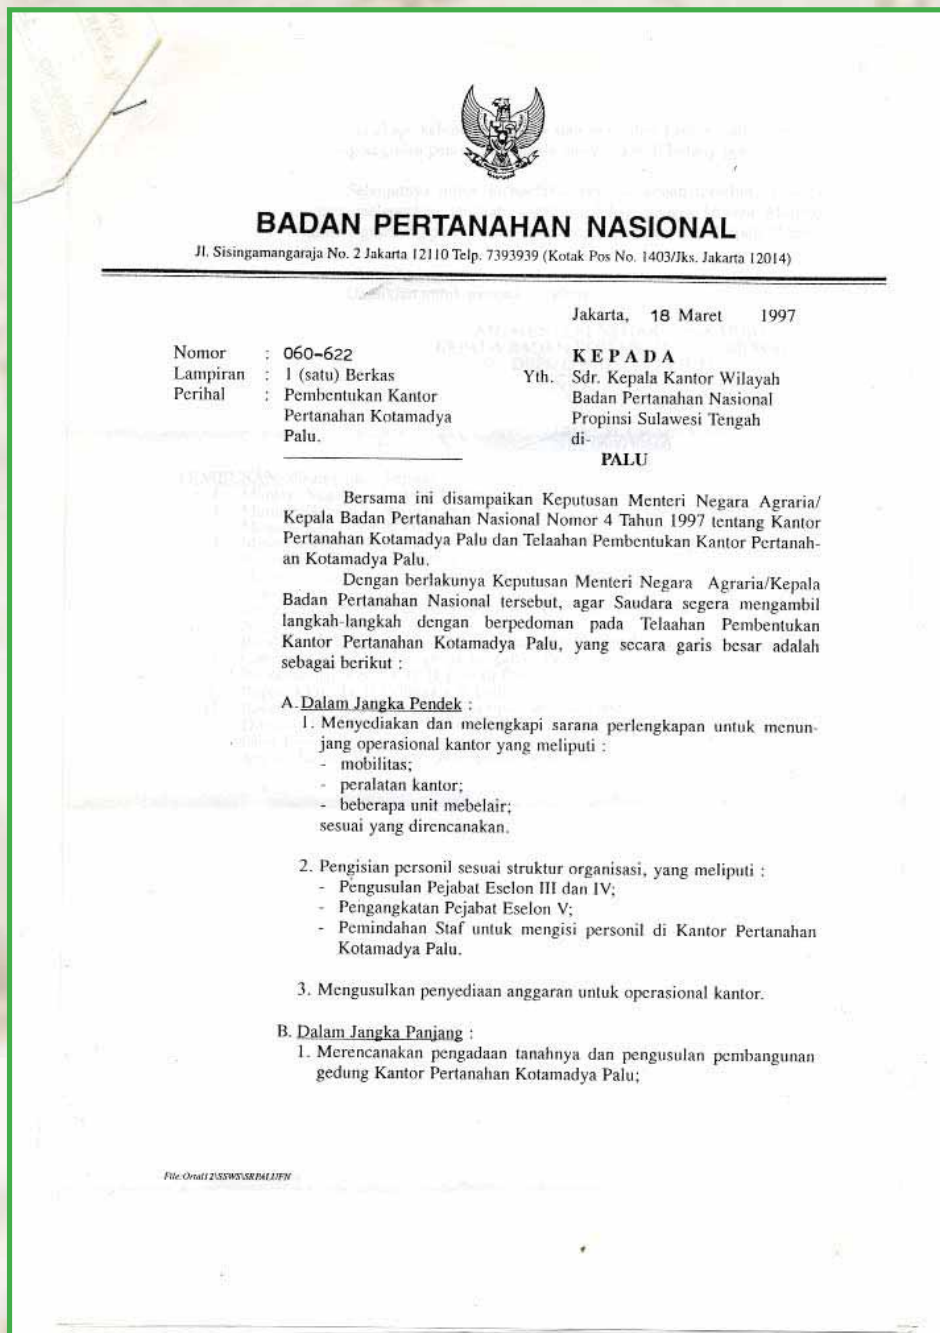 BADAN PERTANAHAN NASIONAL
Jl. Sisingamangaraja No. 2 Jakarta 12110 Telp. 7393939 (Kotak Pos No. 1403/Jks. Jakarta 12014)
Jakarta, 18 Maret 1997
Nomor : 060-622
Lampiran : 1 (satu) Berkas
Perihal : Pembentukan Kantor
Pertanahan Kotamadya
Palu.
KEPADA
Yth. Sdr. Kepala Kantor Wilayah
Badan Pertanahan Nasional
Propinsi Sulawesi Tengah
di-
PALU
Bersama ini disampaikan Keputusan Menteri Negara Agraria/
Kepala Badan Pertanahan Nasional Nomor 4 Tahun 1997 tentang Kantor
Pertanahan Kotamadya Palu dan Telaahan Pembentukan Kantor Pertanah-
an Kotamadya Palu.
Dengan berlakunya Keputusan Menteri Negara Agraria/Kepala
Badan Pertanahan Nasional tersebut, agar Saudara segera mengambil
langkah-langkah dengan berpedoman pada Telaahan Pembentukan
Kantor Pertanahan Kotamadya Palu, yang secara garis besar adalah
sebagai berikut :
A. Dalam Jangka Pendek :
1. Menyediakan dan melengkapi sarana perlengkapan untuk menun-
jang operasional kantor yang meliputi :
- mobilitas;
- peralatan kantor;
- beberapa unit mebelair;
sesuai yang direncanakan.
2. Pengisian personil sesuai struktur organisasi, yang meliputi :
- Pengusulan Pejabat Eselon III dan IV;
- Pengangkatan Pejabat Eselon V;
- Pemindahan Staf untuk mengisi personil di Kantor Pertanahan
Kotamadya Palu.
3. Mengusulkan penyediaan anggaran untuk operasional kantor.
B. Dalam Jangka Panjang :
1. Merencanakan pengadaan tanahnya dan pengusulan pembangunan
gedung Kantor Pertanahan Kotamadya Palu;